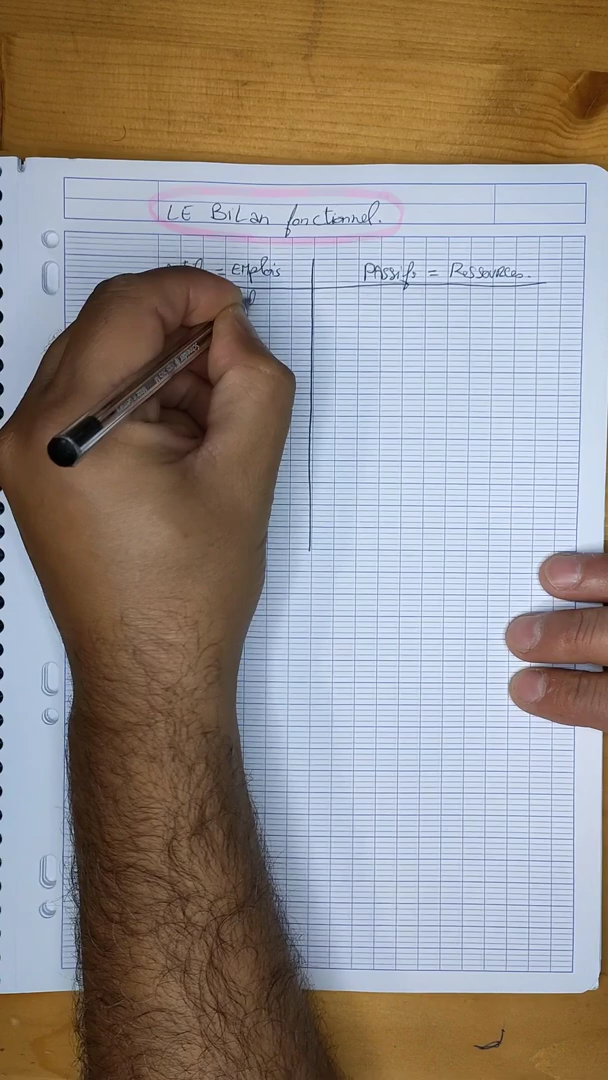 LE BiLan fonctionnel.
= EMplois
PASSifs = RESSources.